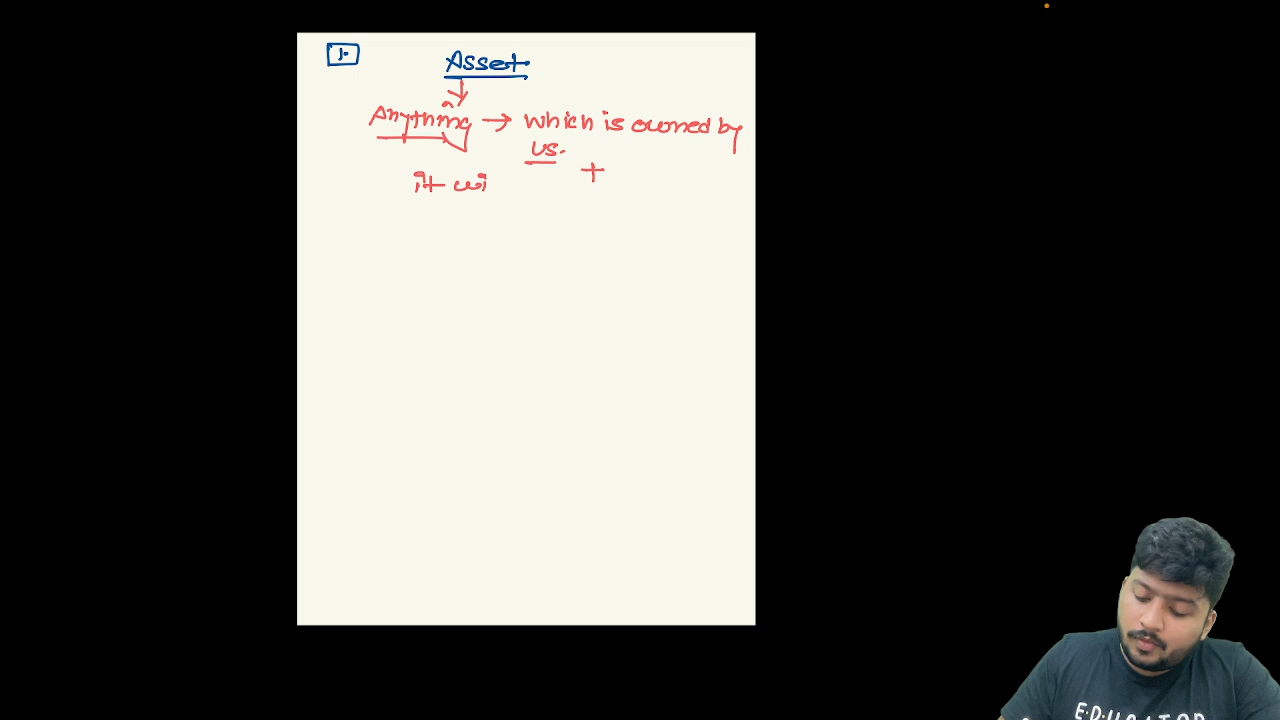 1.
Asset
Anything → which is owned by
us.
+
it wi
E·D·U·C·A·T·O·R